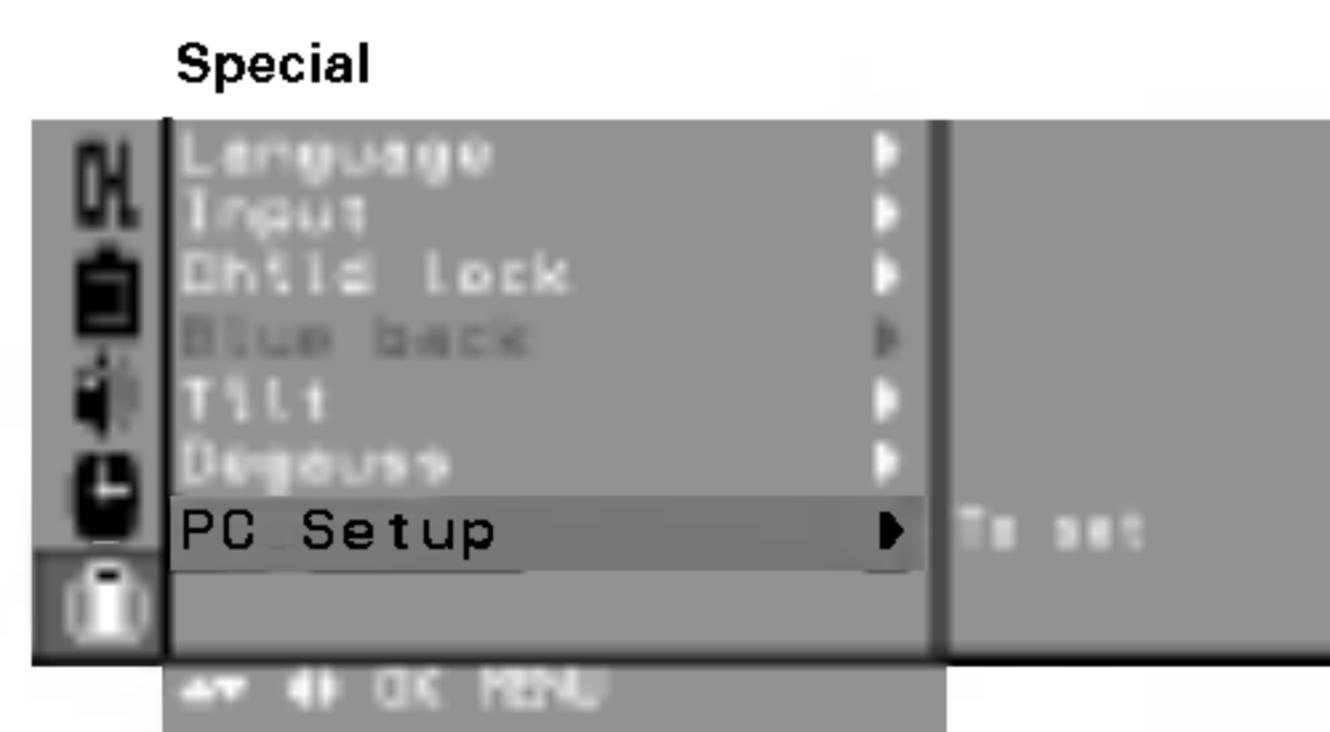 Special
Language
Input
Child lock
Blue back
Tilt
Degauss
PC Setup To set
OK MENU